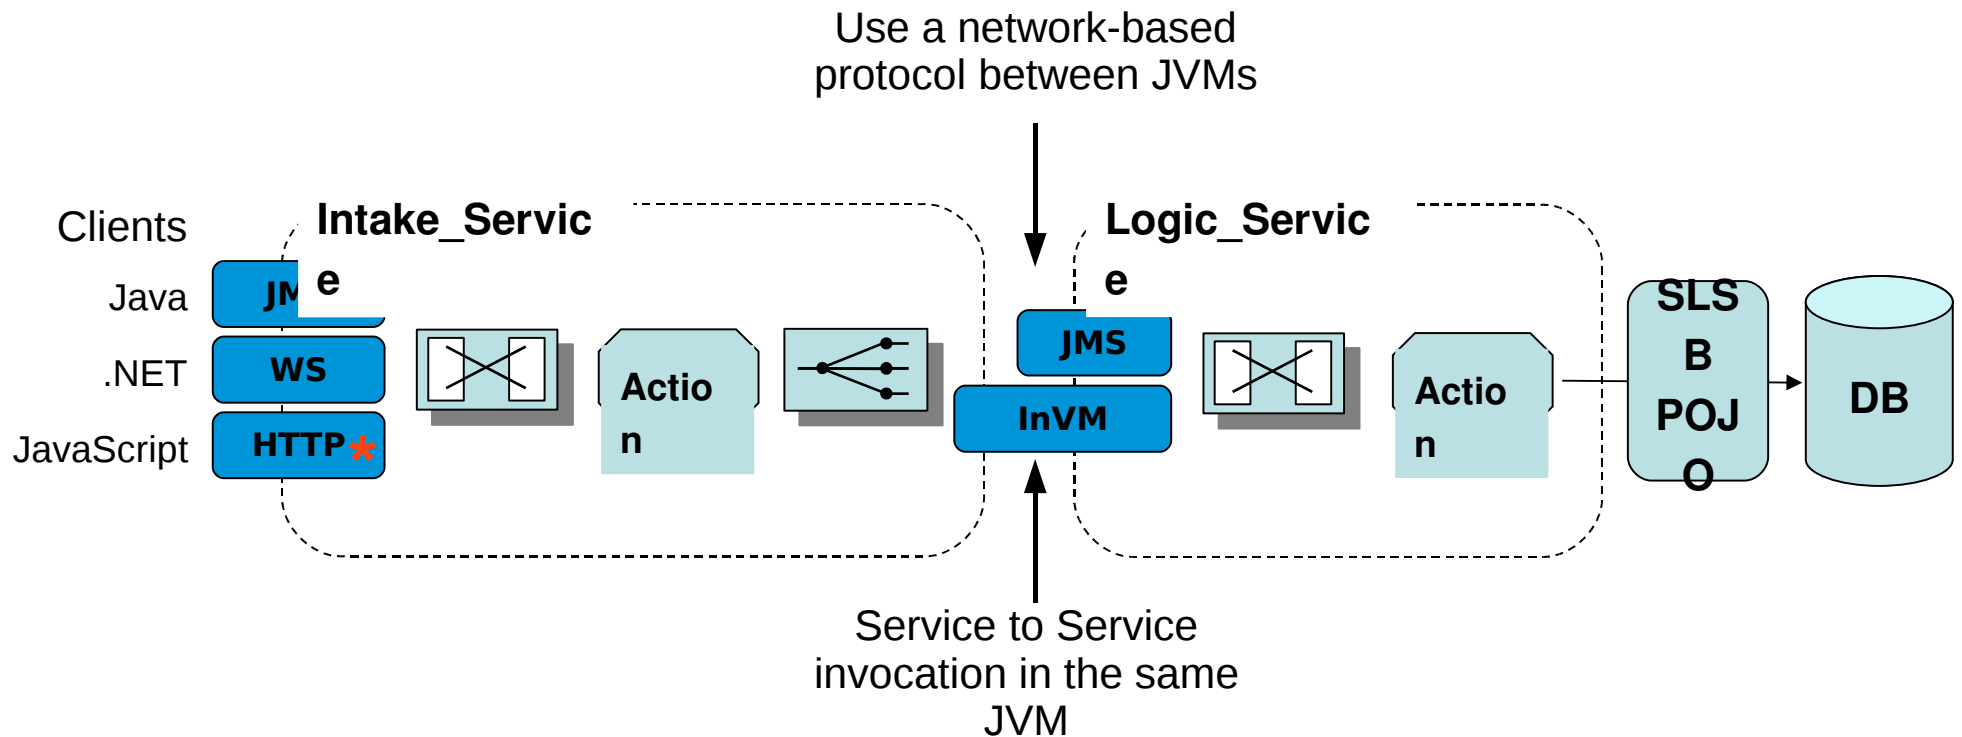 Use a network-based
protocol between JVMs
Clients
Intake_Servic
e
Logic_Servic
e
Java
JM
.NET
WS
JavaScript
HTTP*
Actio
n
JMS
InVM
Actio
n
SLS
B
POJ
O
DB
Service to Service
invocation in the same
JVM